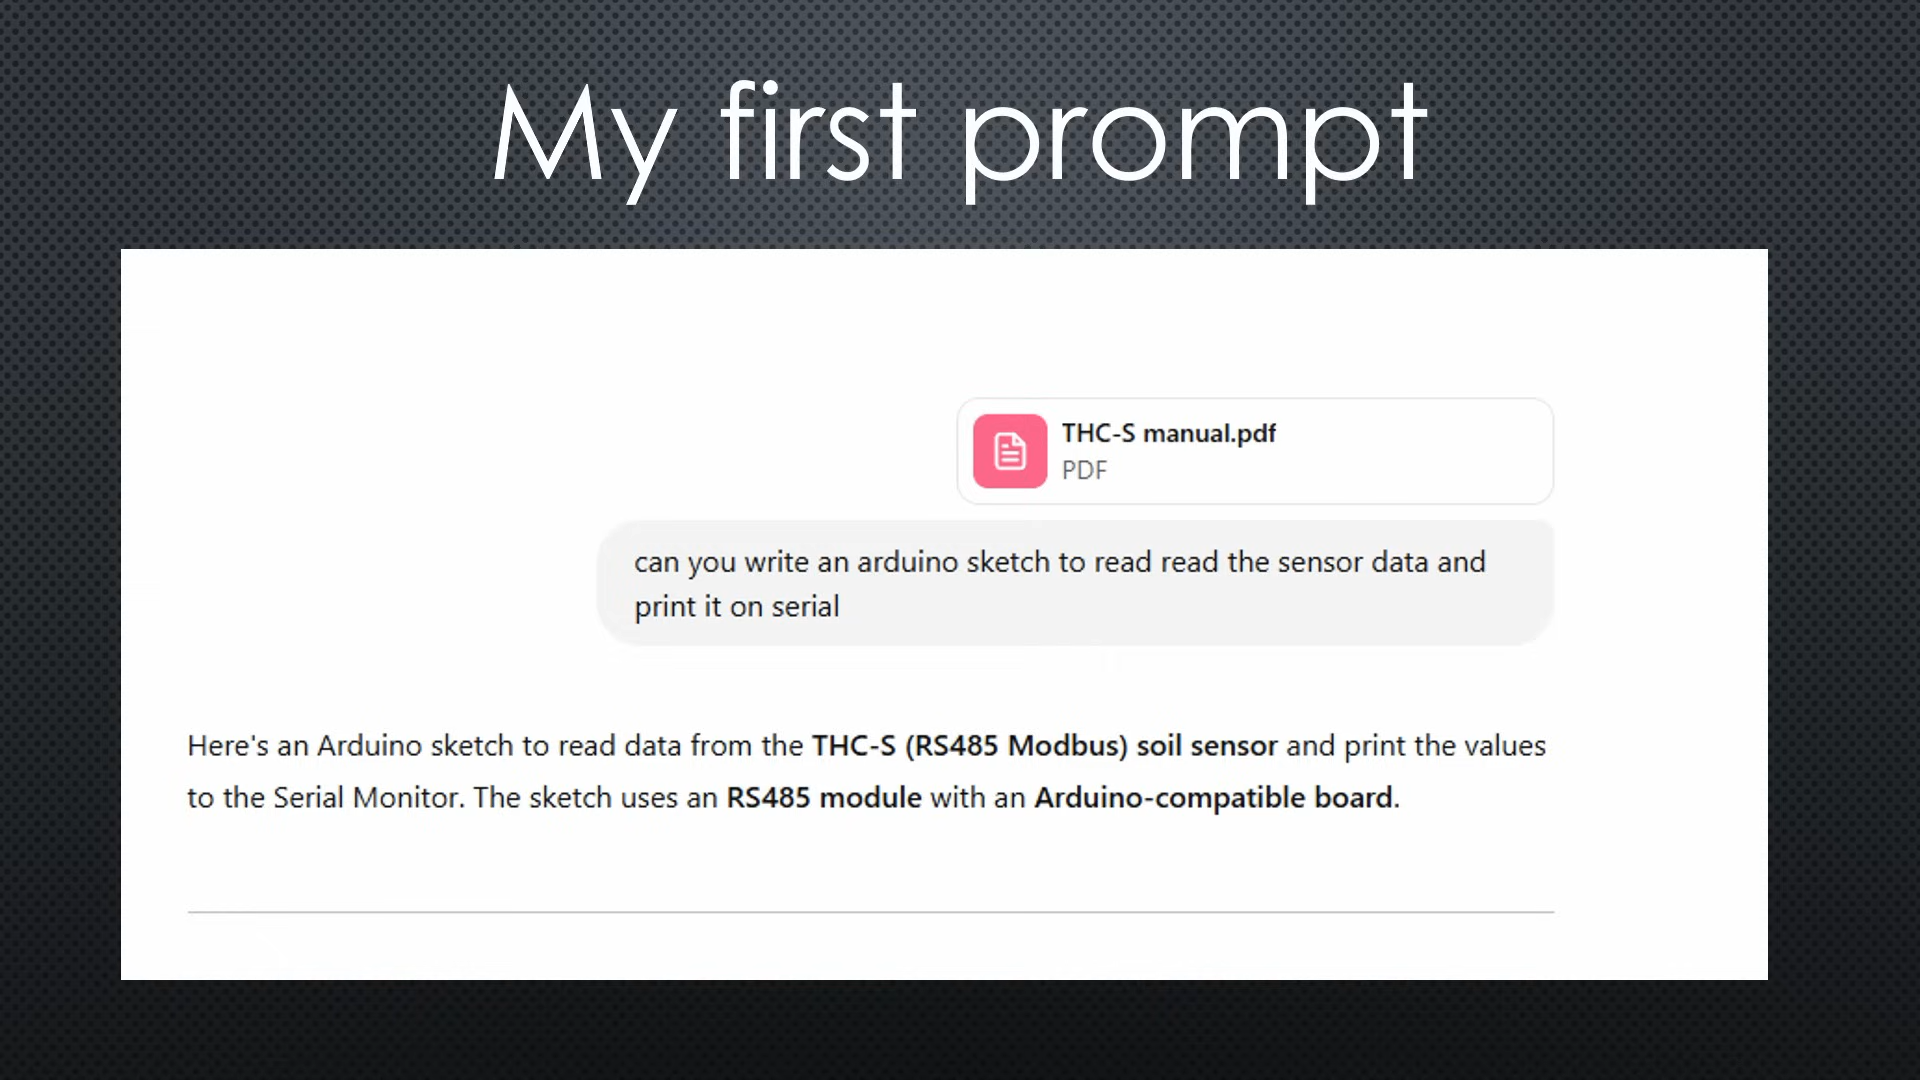 My first prompt
THC-S manual.pdf
PDF
can you write an arduino sketch to read read the sensor data and
print it on serial
Here's an Arduino sketch to read data from the THC-S (RS485 Modbus) soil sensor and print the values
to the Serial Monitor. The sketch uses an RS485 module with an Arduino-compatible board.